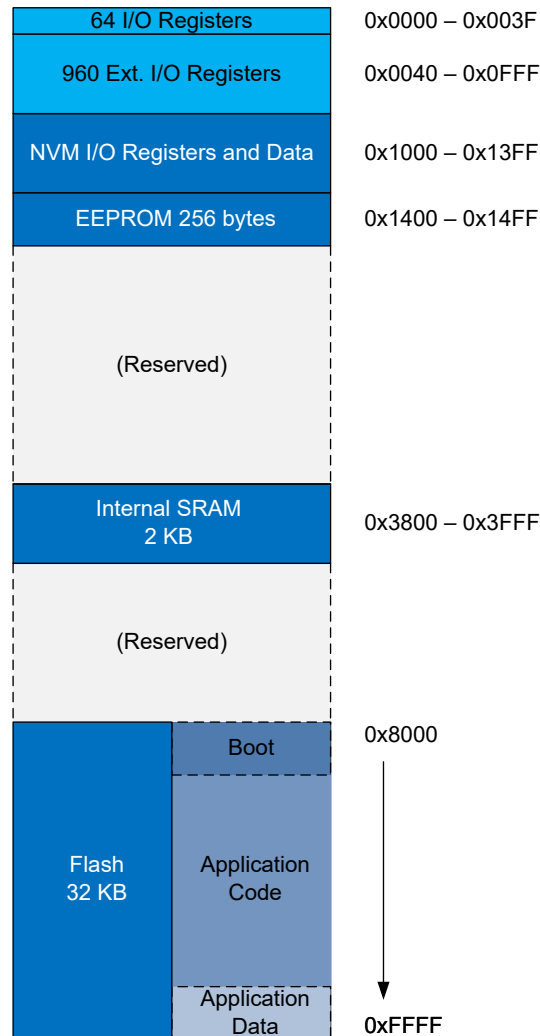 64 I/O Registers 0x0000 – 0x003F
960 Ext. I/O Registers 0x0040 – 0x0FFF
NVM I/O Registers and Data 0x1000 – 0x13FF
EEPROM 256 bytes 0x1400 – 0x14FF
(Reserved)
Internal SRAM
2 KB
0x3800 – 0x3FFF
(Reserved)
Boot
0x8000
Flash
32 KB
Application
Code
Application
Data
0xFFFF